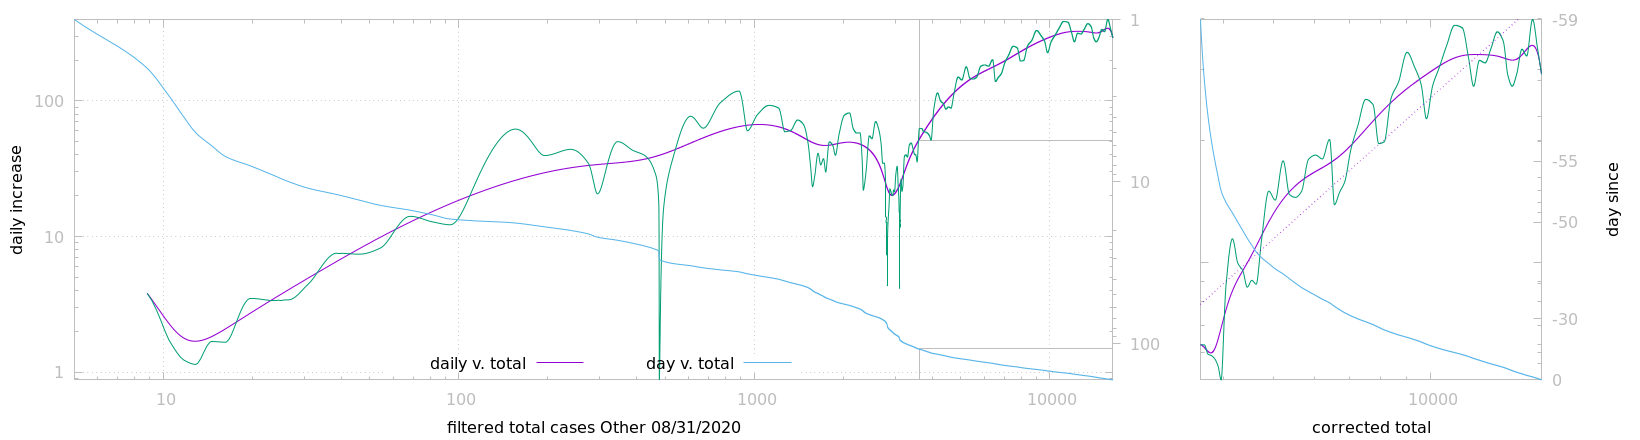 daily increase
100
10
1
10
100
1000
10000
1
10
100
daily v. total
day v. total
filtered total cases Other 08/31/2020
-59
-55
-50
-30
0
day since
10000
corrected total